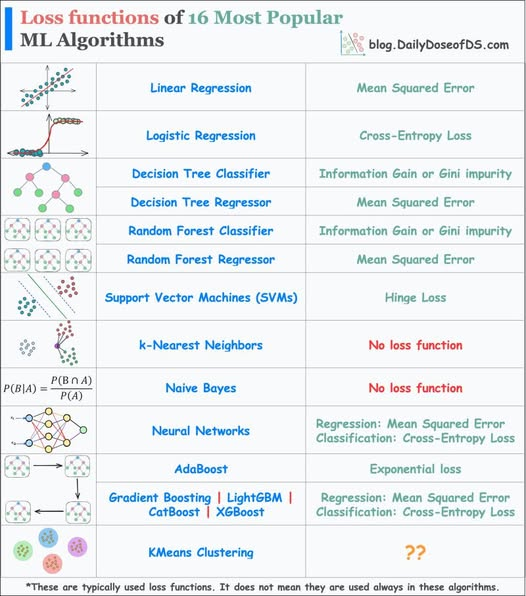 Loss functions of 16 Most Popular
ML Algorithms
blog.DailyDoseofDS.com
Linear Regression
Mean Squared Error
Logistic Regression
Cross-Entropy Loss
Decision Tree Classifier
Information Gain or Gini impurity
Decision Tree Regressor
Mean Squared Error
Random Forest Classifier
Information Gain or Gini impurity
Random Forest Regressor
Mean Squared Error
Support Vector Machines (SVMs)
Hinge Loss
k-Nearest Neighbors
No loss function
P(B|A) = P(B ∩ A) / P(A)
Naive Bayes
No loss function
Neural Networks
Regression: Mean Squared Error
Classification: Cross-Entropy Loss
AdaBoost
Exponential loss
Gradient Boosting | LightGBM |
CatBoost | XGBoost
Regression: Mean Squared Error
Classification: Cross-Entropy Loss
KMeans Clustering
??
*These are typically used loss functions. It does not mean they are used always in these algorithms.